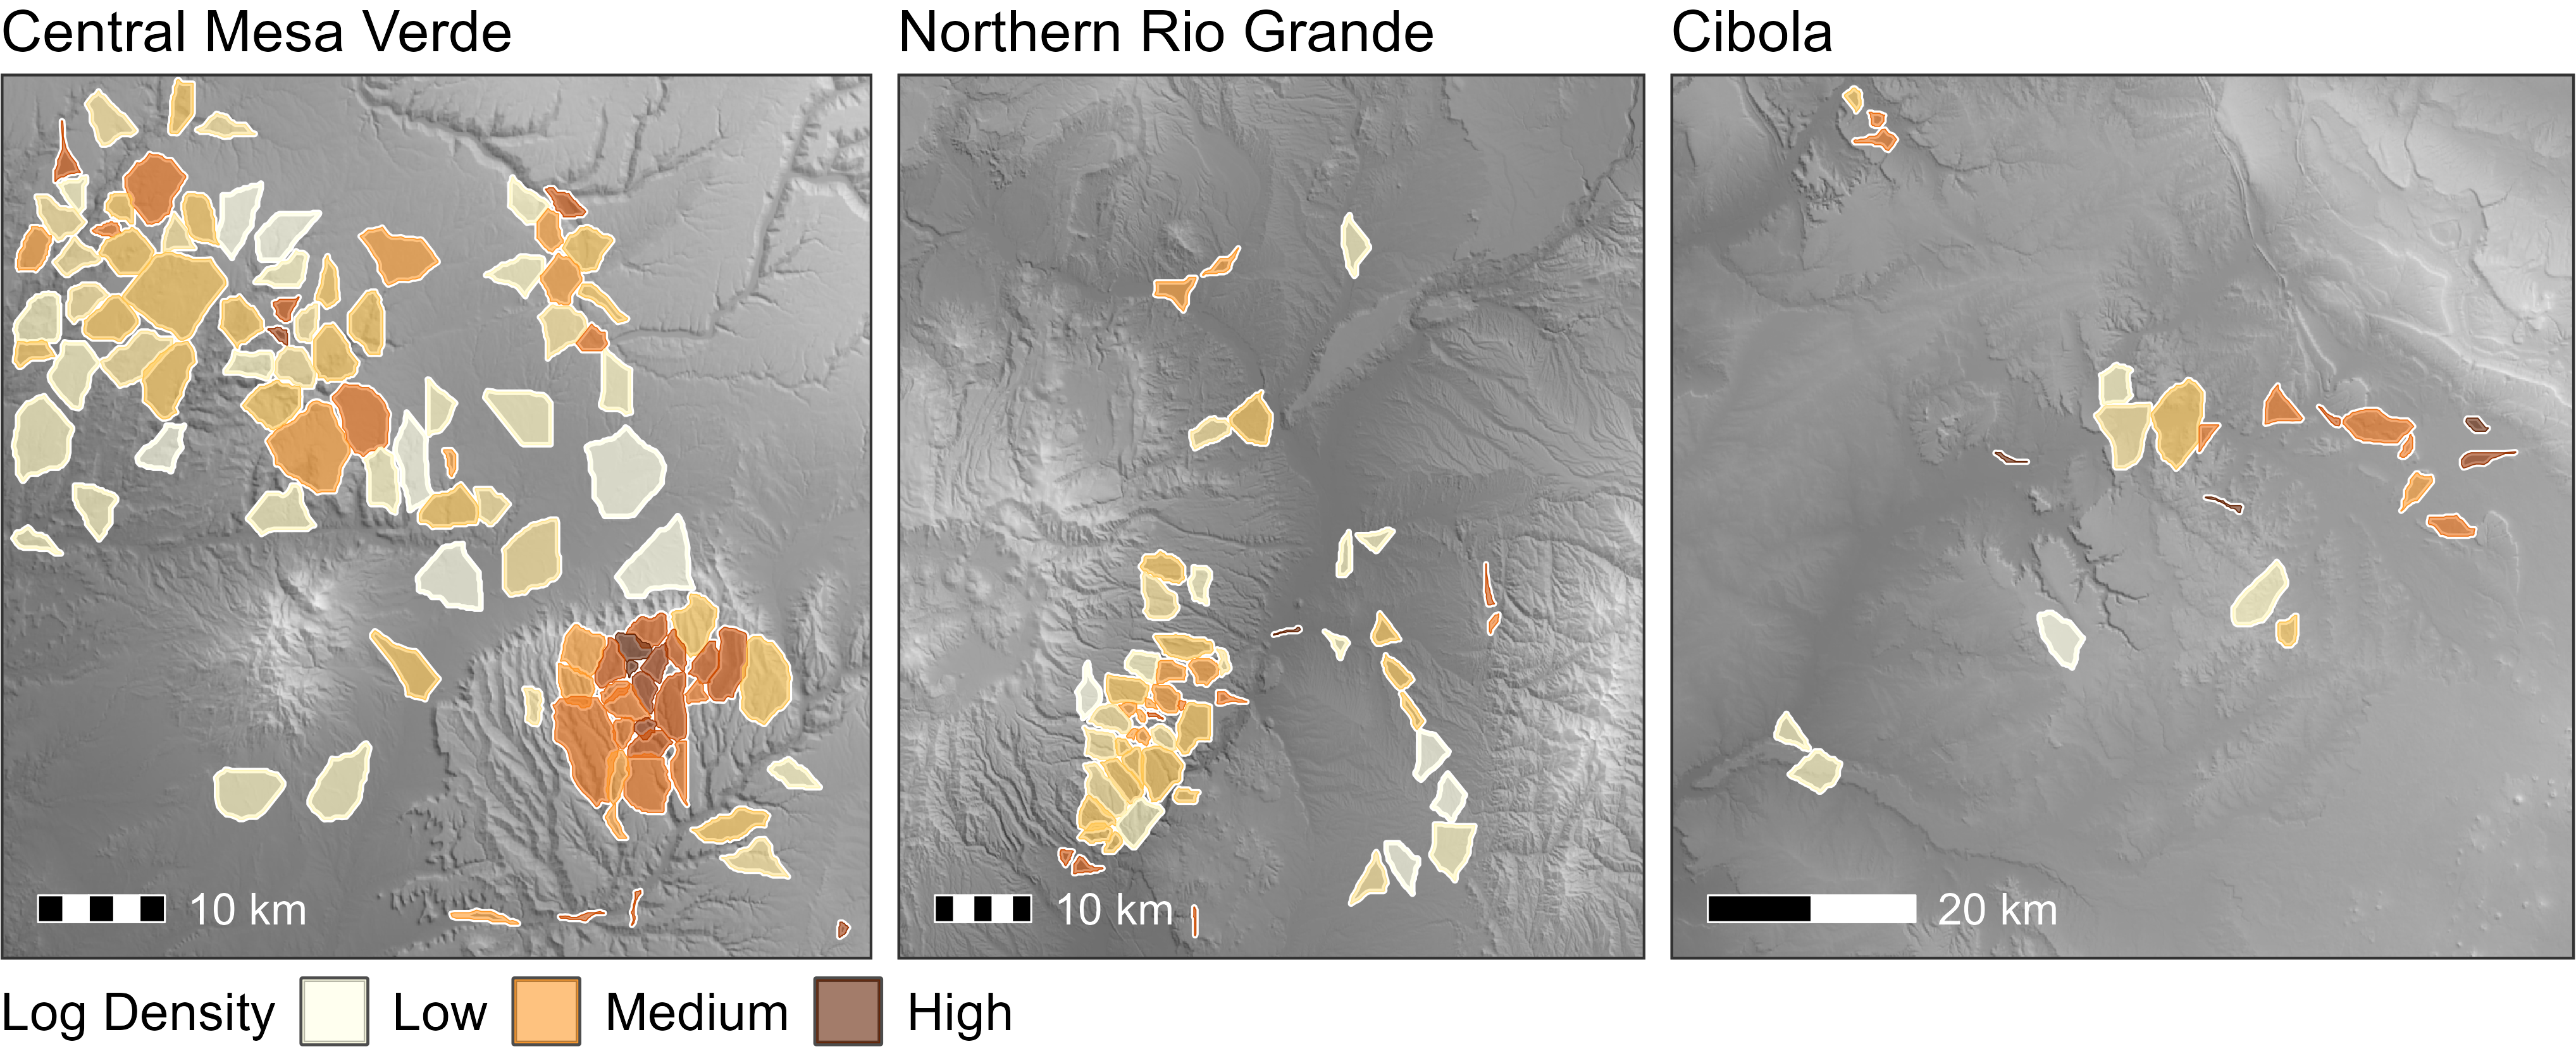 Central Mesa Verde
Northern Rio Grande
Cibola
10 km
10 km
20 km
Log Density Low Medium High